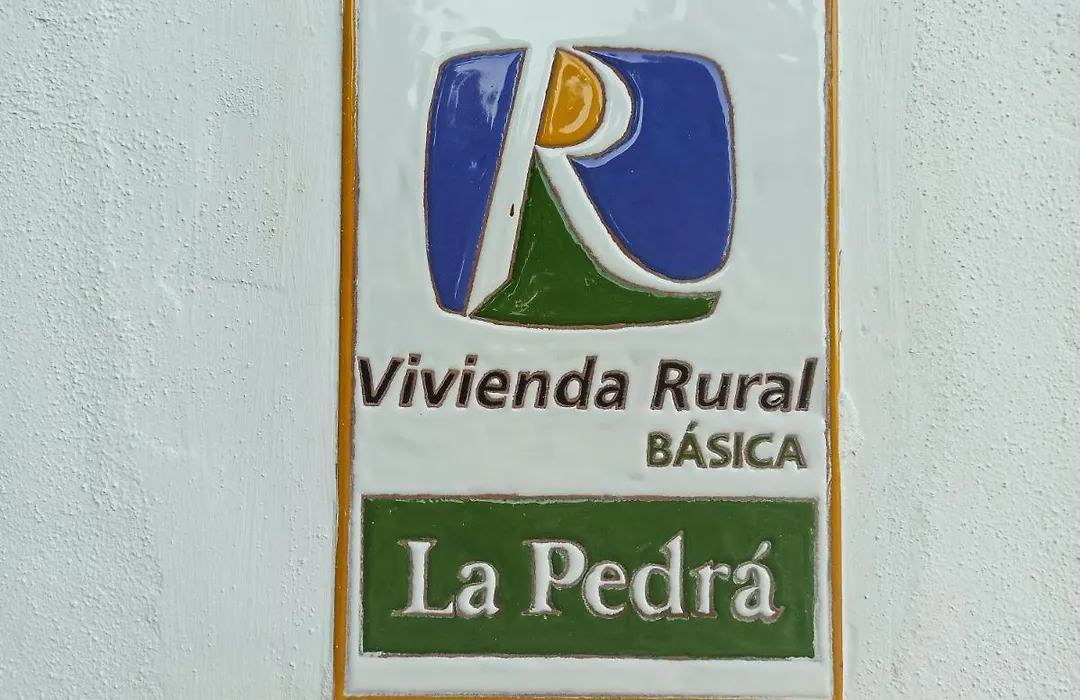 R
Vivienda Rural
BÁSICA
La Pedrá